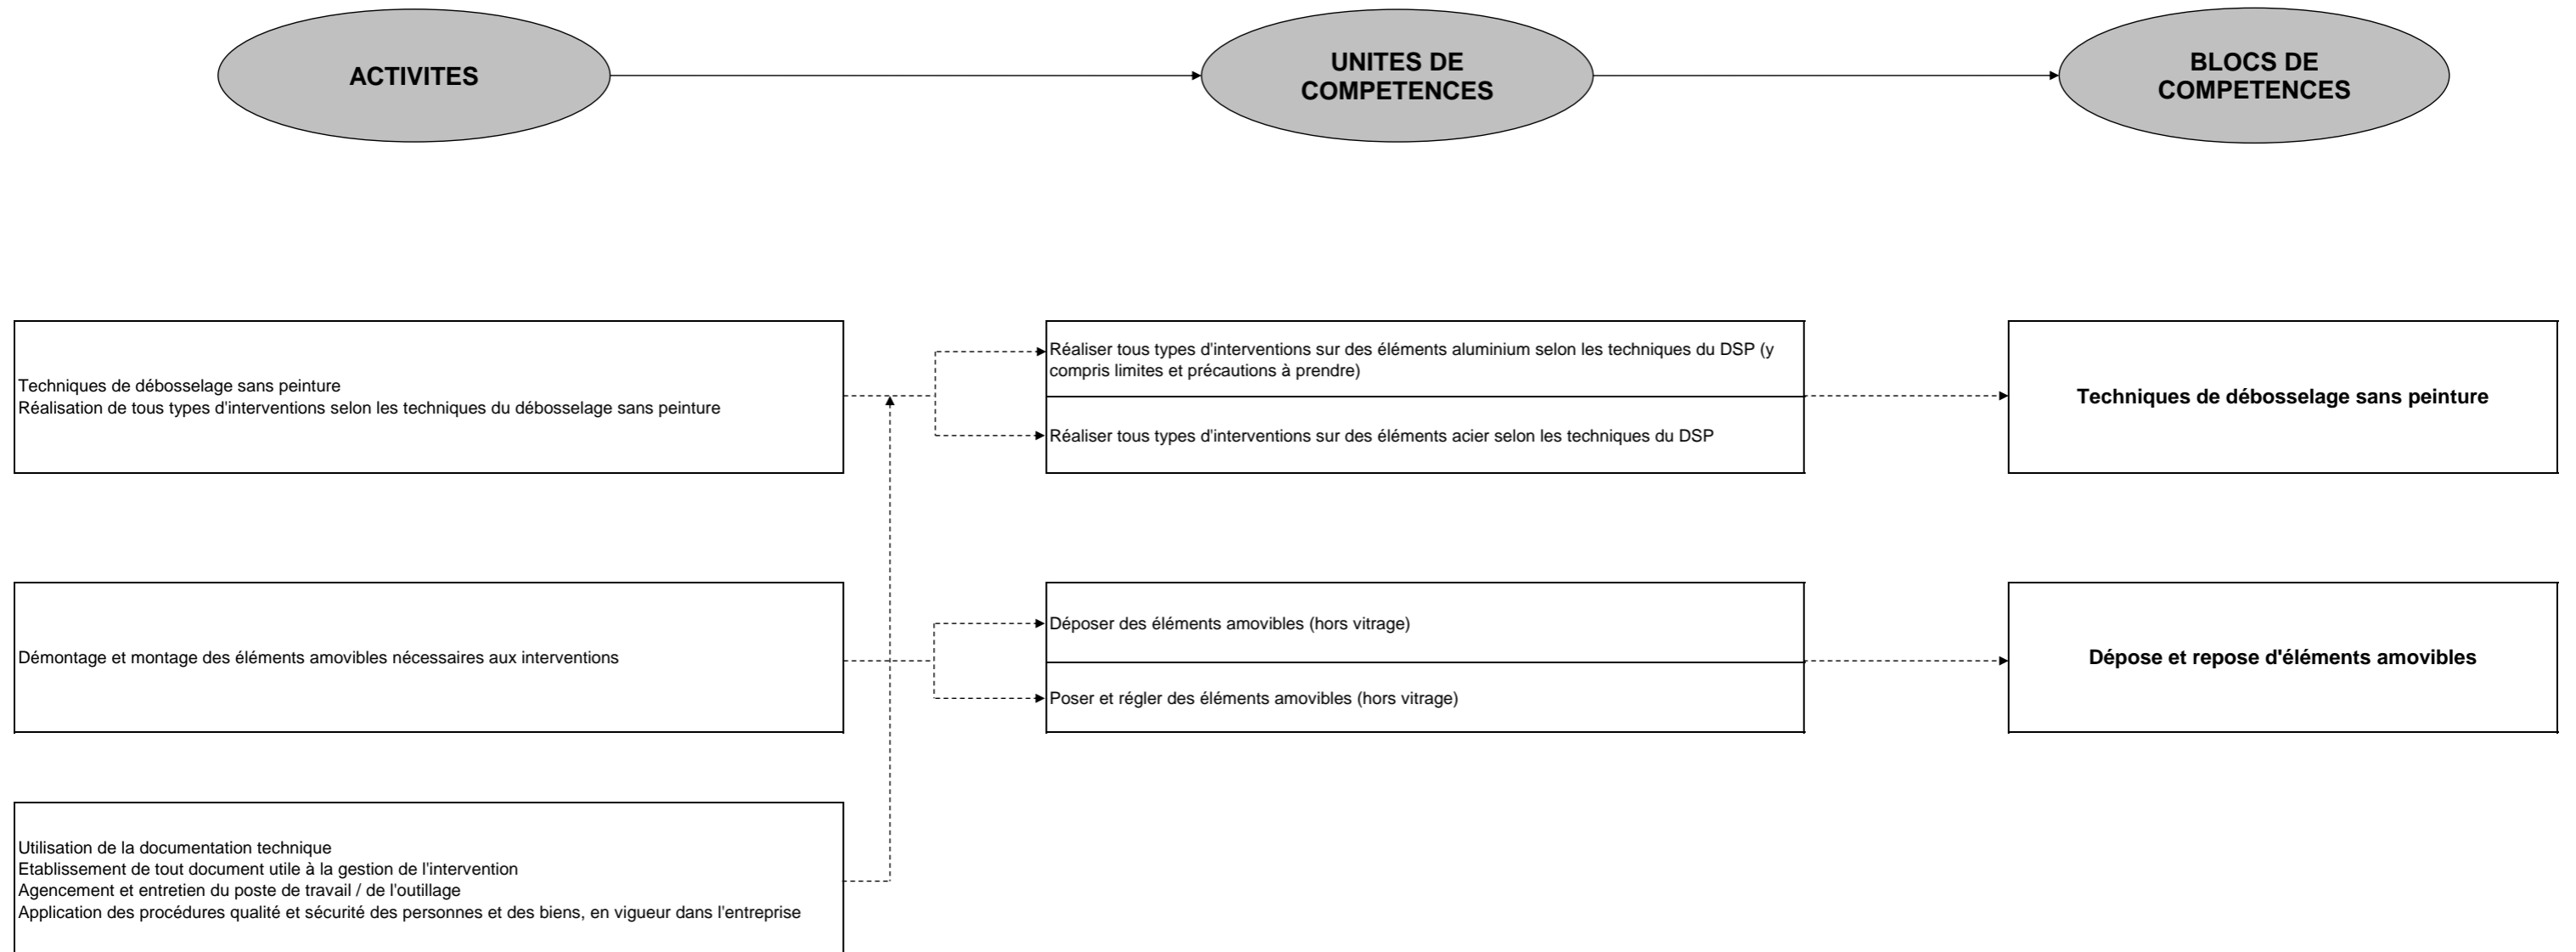 ACTIVITES
UNITES DE
COMPETENCES
BLOCS DE
COMPETENCES
Techniques de débosselage sans peinture
Réalisation de tous types d'interventions selon les techniques du débosselage sans peinture
Réaliser tous types d'interventions sur des éléments aluminium selon les techniques du DSP (y
compris limites et précautions à prendre)
Réaliser tous types d'interventions sur des éléments acier selon les techniques du DSP
Techniques de débosselage sans peinture
Démontage et montage des éléments amovibles nécessaires aux interventions
Déposer des éléments amovibles (hors vitrage)
Poser et régler des éléments amovibles (hors vitrage)
Dépose et repose d'éléments amovibles
Utilisation de la documentation technique
Etablissement de tout document utile à la gestion de l'intervention
Agencement et entretien du poste de travail / de l'outillage
Application des procédures qualité et sécurité des personnes et des biens, en vigueur dans l'entreprise